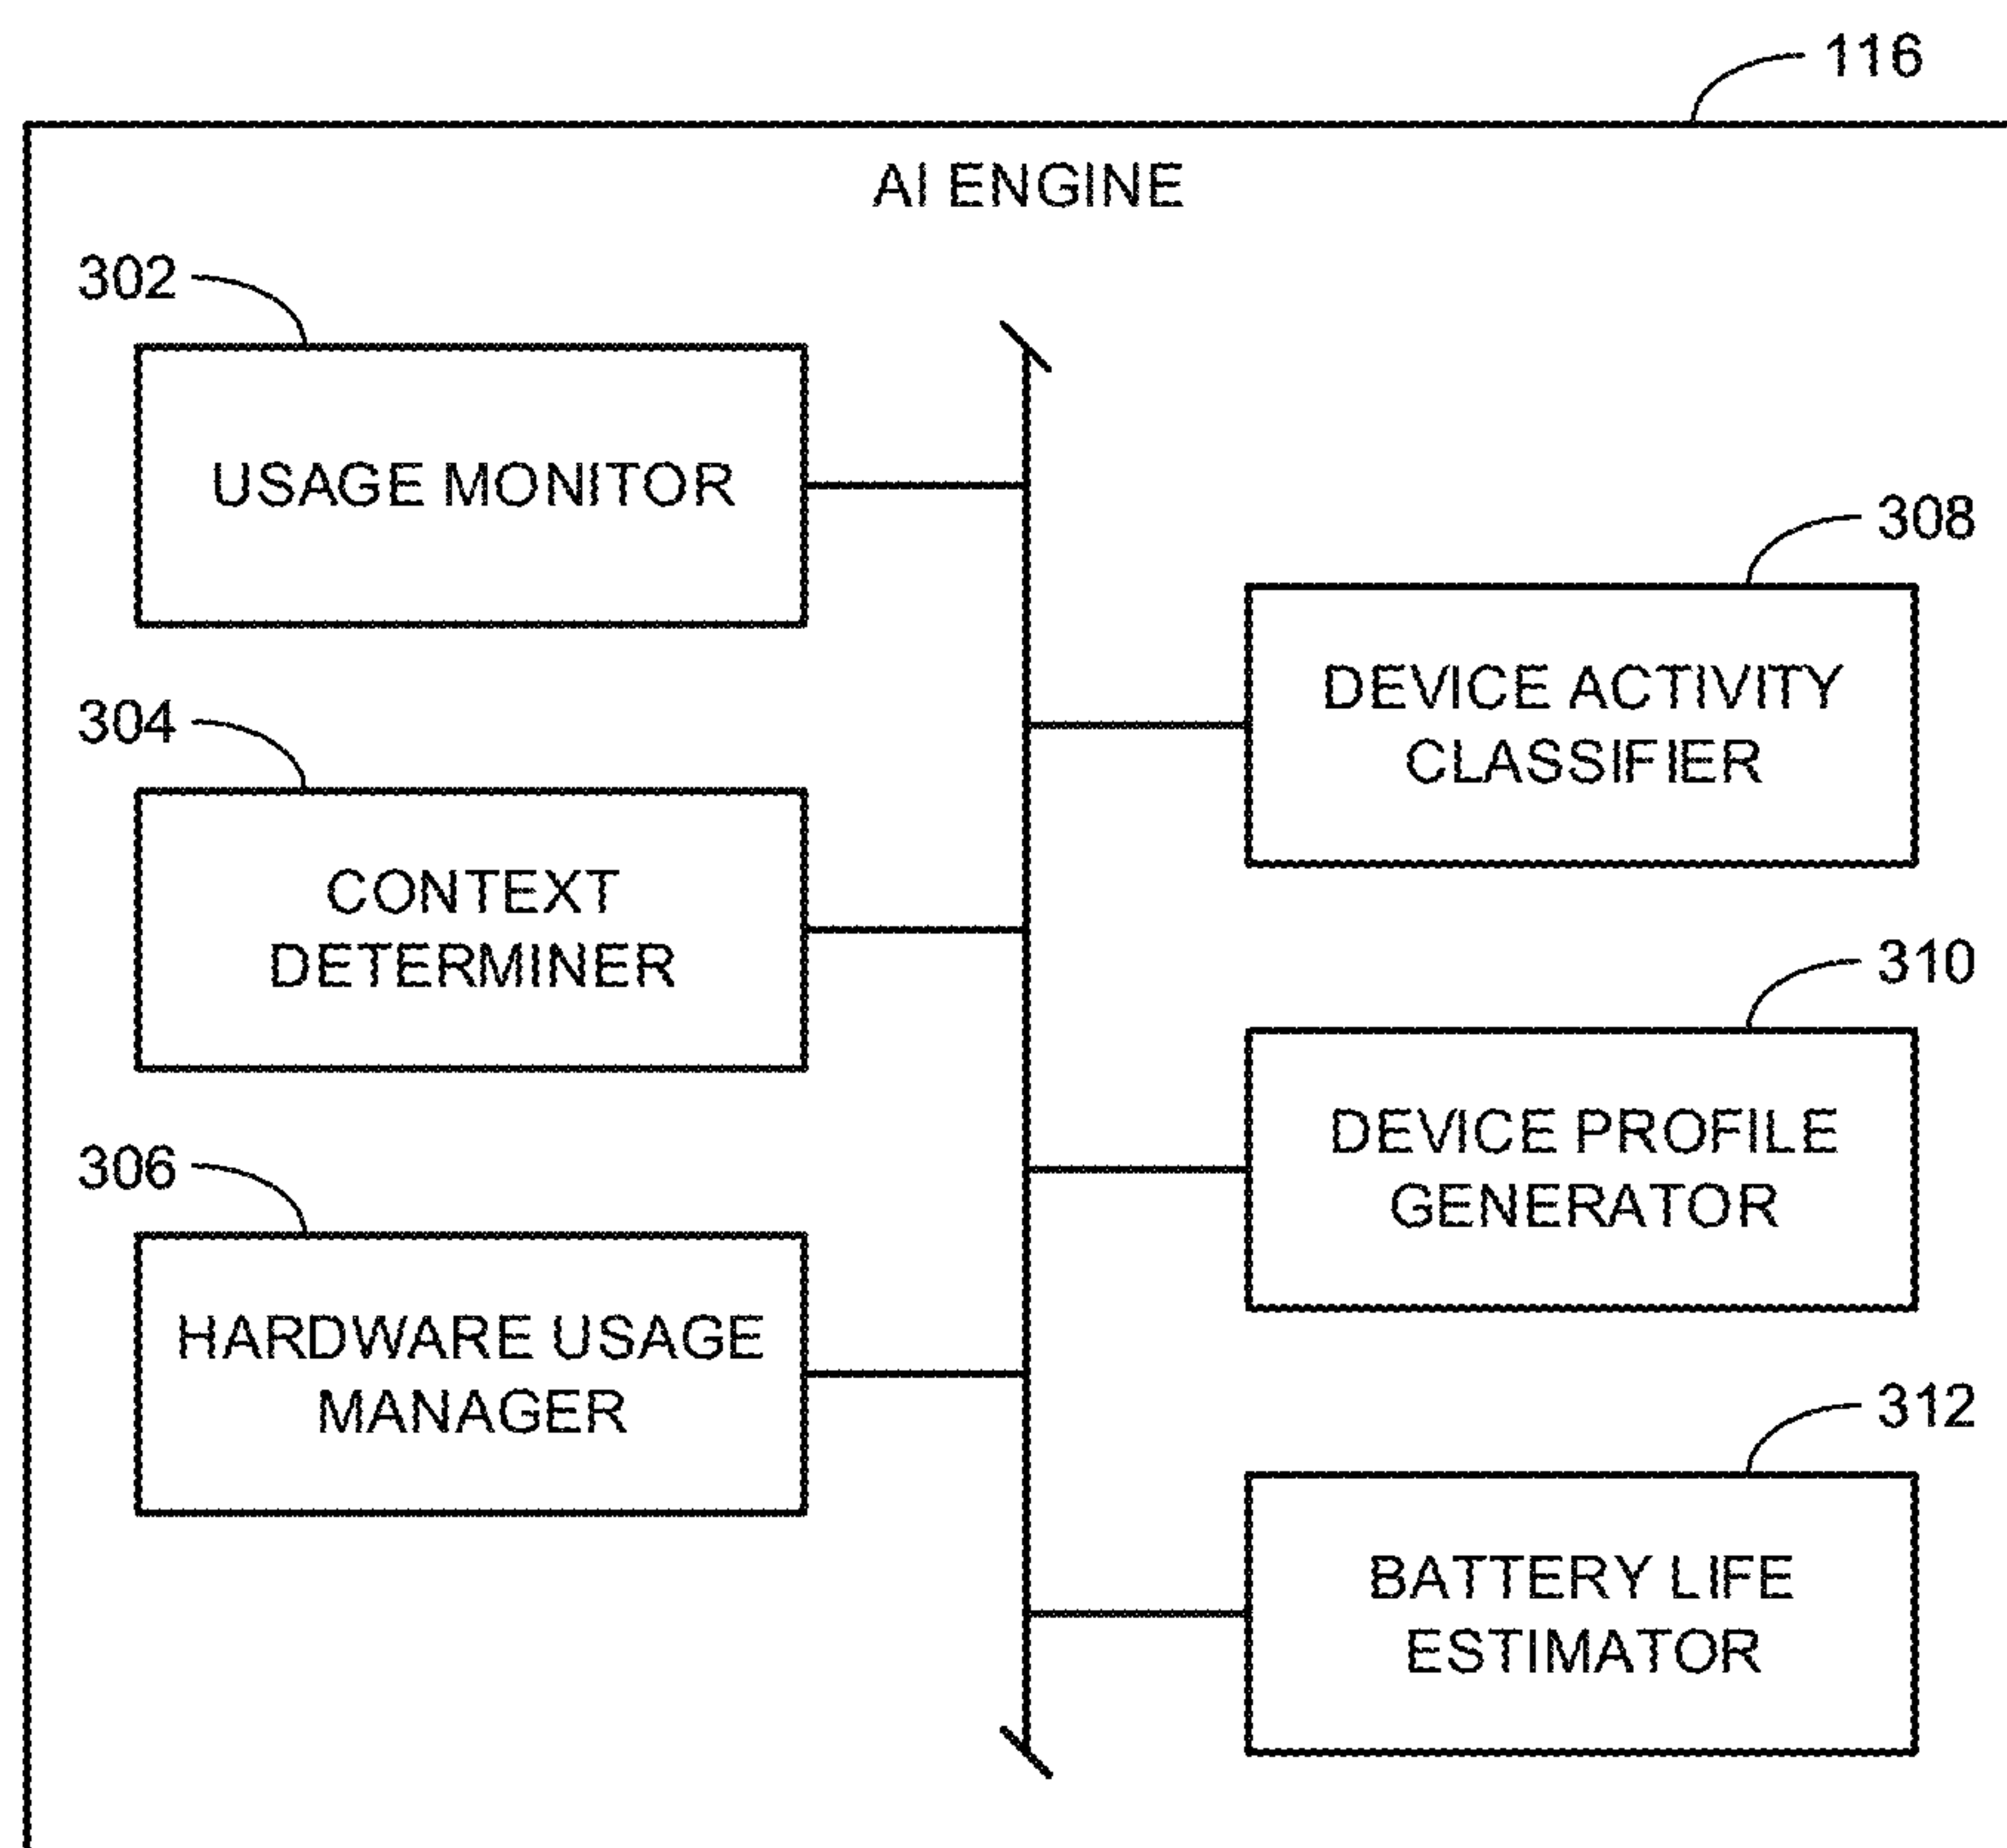 116
AI ENGINE
302
USAGE MONITOR
304
CONTEXT
DETERMINER
306
HARDWARE USAGE
MANAGER
308
DEVICE ACTIVITY
CLASSIFIER
310
DEVICE PROFILE
GENERATOR
312
BATTERY LIFE
ESTIMATOR